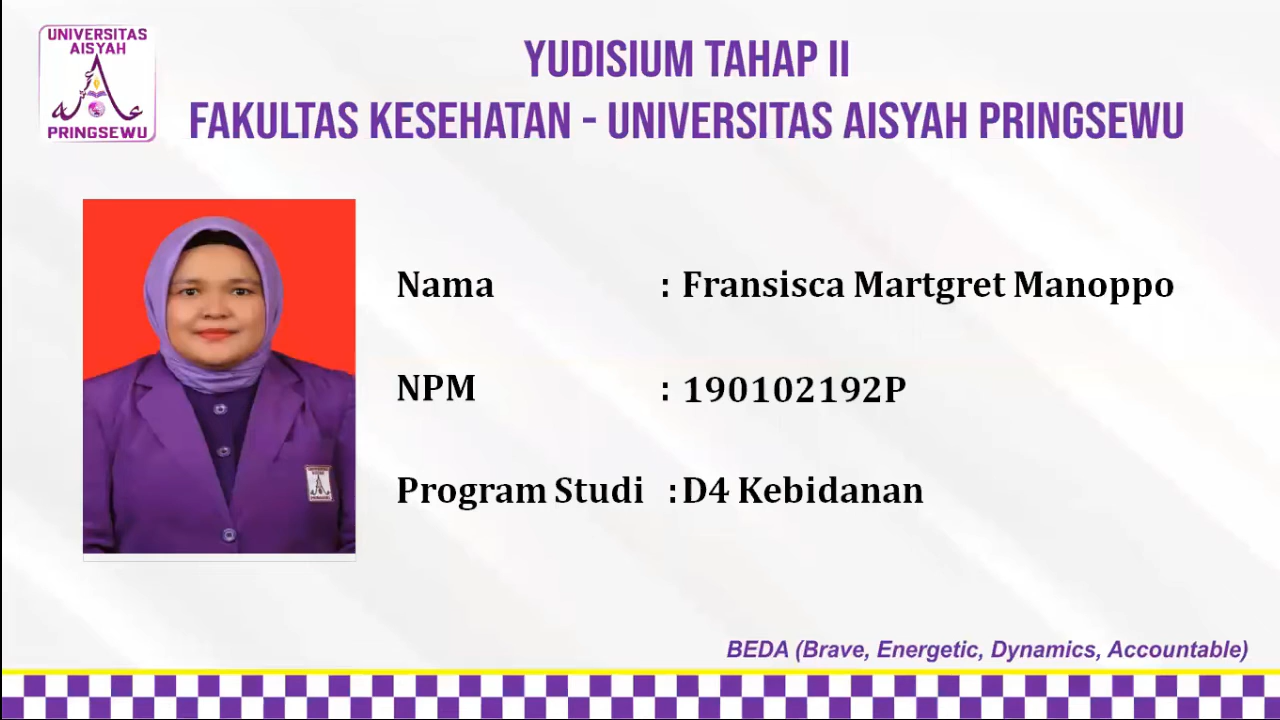 UNIVERSITAS
AISYAH
PRINGSEWU
YUDISIUM TAHAP II
FAKULTAS KESEHATAN - UNIVERSITAS AISYAH PRINGSEWU
Nama : Fransisca Martgret Manoppo
NPM : 190102192P
Program Studi :D4 Kebidanan
BEDA (Brave, Energetic, Dynamics, Accountable)